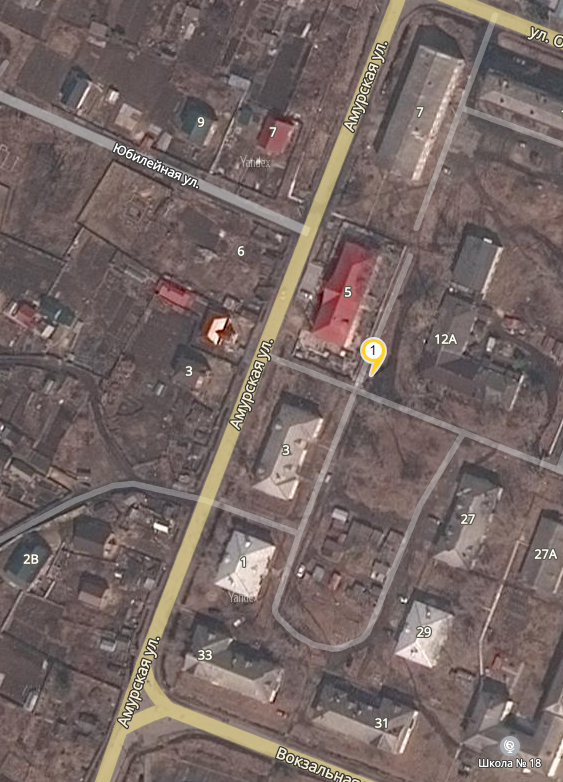 ул. О
Амурская ул.
7
9
7
Yandex
Юбилейная ул.
6
5
12А
1
Амурская ул.
3
3
27
27А
2В
1
Yandex
29
33
Амурская ул.
31
Вокзальная
Школа № 18